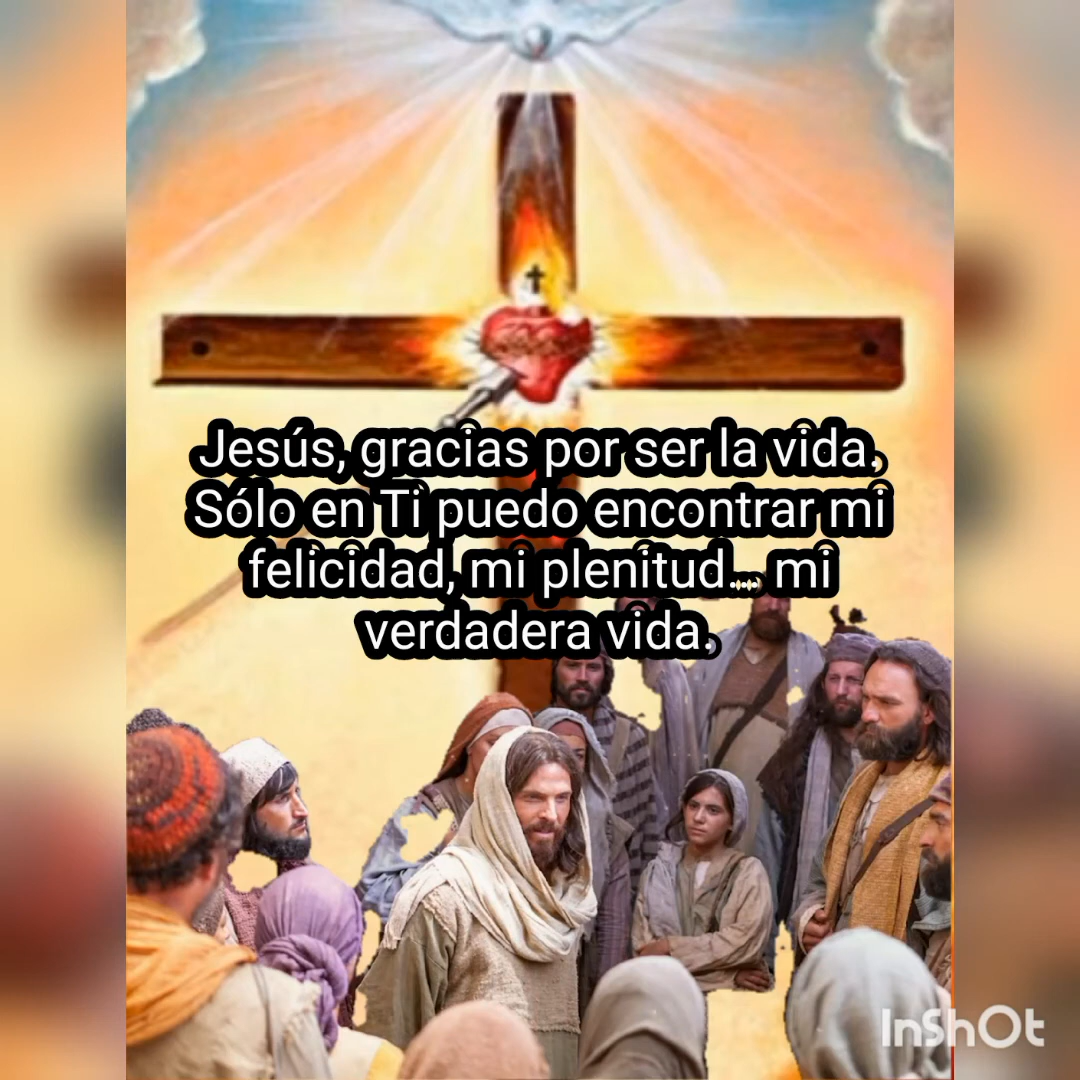 Jesús, gracias por ser la vida.
Sólo en Ti puedo encontrar mi
felicidad, mi plenitud... mi
verdadera vida.
InShOt